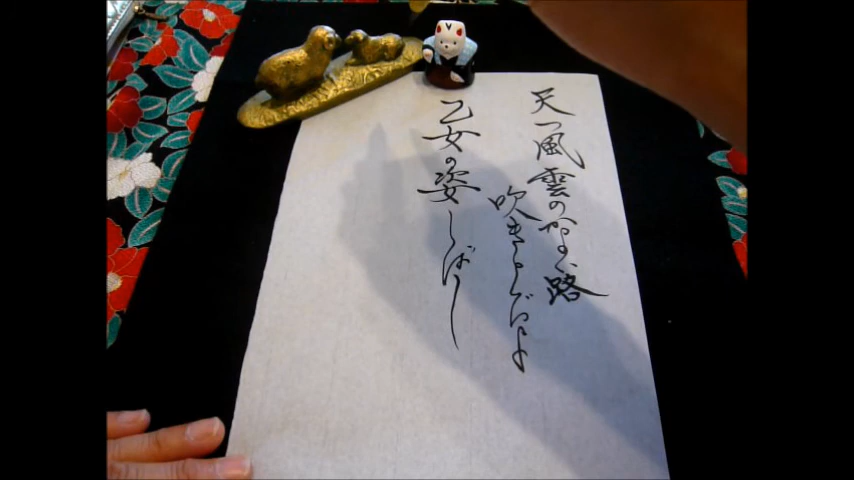 天つ風雲のかよひ路
吹きとぢよ
乙女の姿しばし